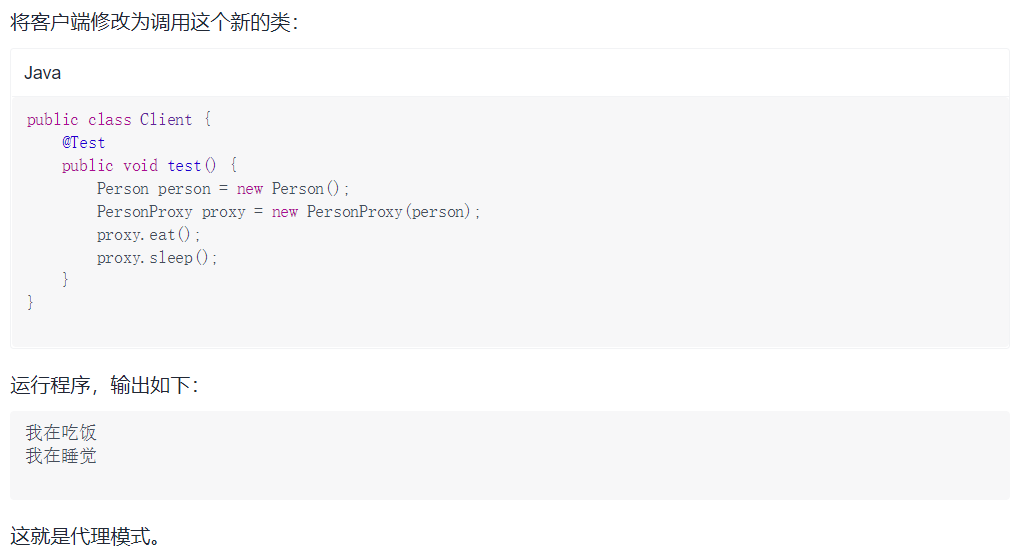 将客户端修改为调用这个新的类：
Java
public class Client {
    @Test
    public void test() {
        Person person = new Person();
        PersonProxy proxy = new PersonProxy(person);
        proxy.eat();
        proxy.sleep();
    }
}
运行程序，输出如下：
我在吃饭
我在睡觉
这就是代理模式。